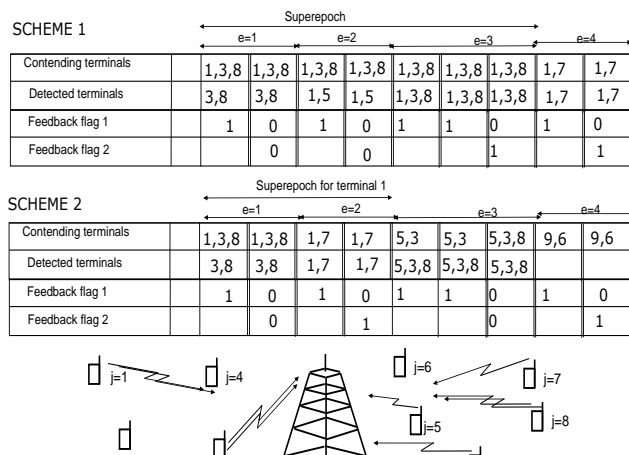 Superepoch
SCHEME 1
e=1 e=2 e=3 e=4
Contending terminals 1,3,8 1,3,8 1,3,8 1,3,8 1,3,8 1,3,8 1,3,8 1,7 1,7
Detected terminals 3,8 3,8 1,5 1,5 1,3,8 1,3,8 1,3,8 1,7 1,7
Feedback flag 1 1 0 1 0 1 1 0 1 0
Feedback flag 2 0 0 1 1
Superepoch for terminal 1
SCHEME 2
e=1 e=2 e=3 e=4
Contending terminals 1,3,8 1,3,8 1,7 1,7 5,3 5,3 5,3,8 9,6 9,6
Detected terminals 3,8 3,8 1,7 1,7 5,3,8 5,3,8 5,3,8
Feedback flag 1 1 0 1 0 1 1 0 1 0
Feedback flag 2 0 1 0 1
j=6
j=1 j=4 j=7
j=5 j=8